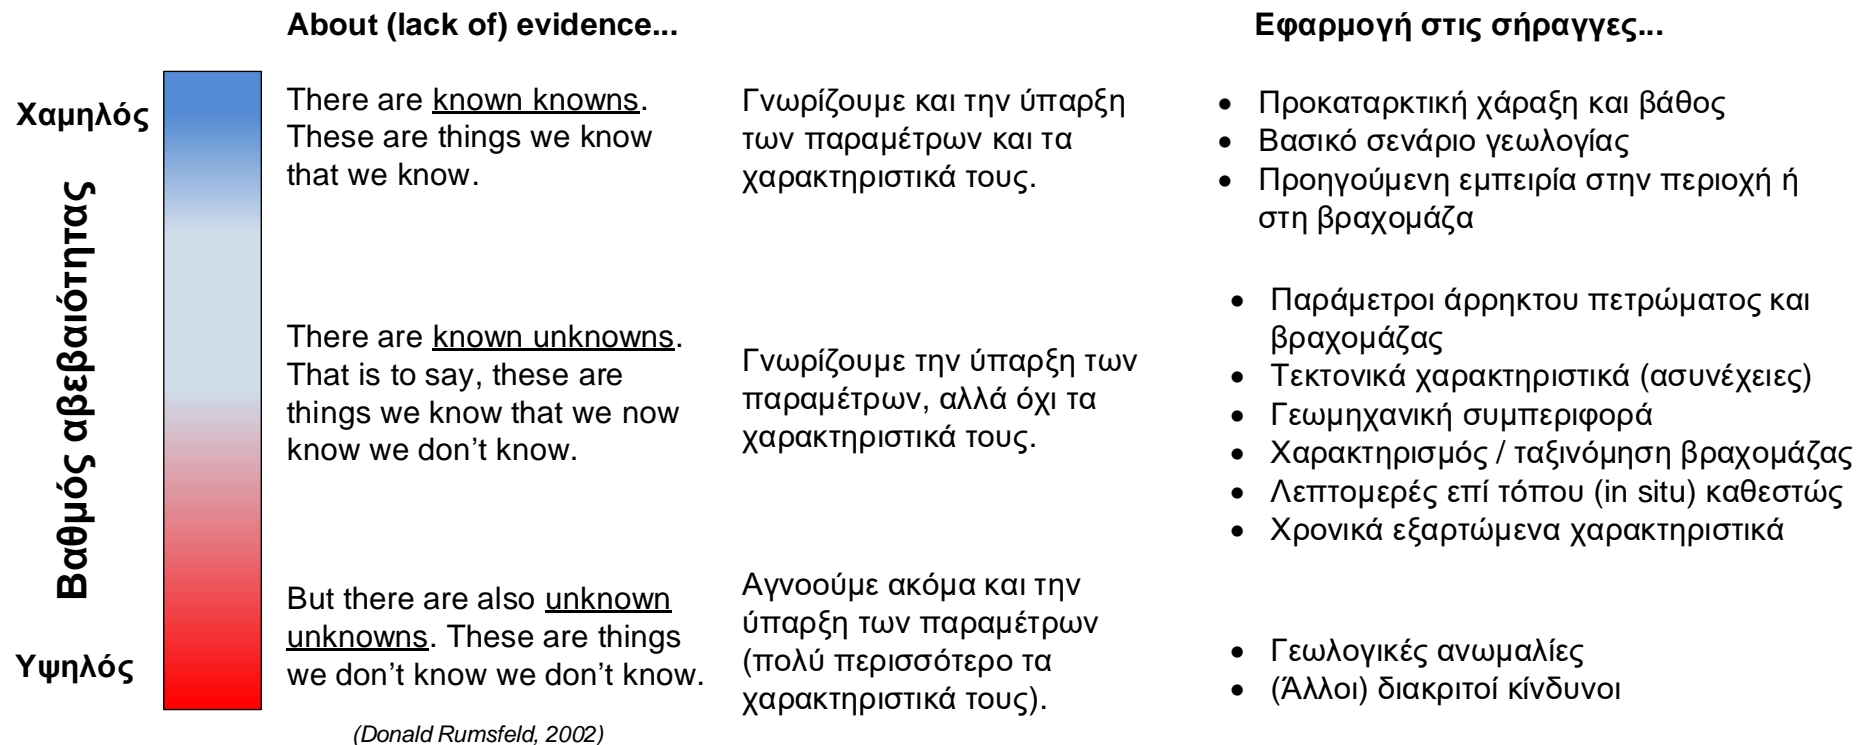 About (lack of) evidence...
Εφαρμογή στις σήραγγες...
Βαθμός αβεβαιότητας
Χαμηλός
There are known knowns.
These are things we know
that we know.
Γνωρίζουμε και την ύπαρξη
των παραμέτρων και τα
χαρακτηριστικά τους.
• Προκαταρκτική χάραξη και βάθος
• Βασικό σενάριο γεωλογίας
• Προηγούμενη εμπειρία στην περιοχή ή
στη βραχομάζα
There are known unknowns.
That is to say, these are
things we know that we now
know we don't know.
Γνωρίζουμε την ύπαρξη των
παραμέτρων, αλλά όχι τα
χαρακτηριστικά τους.
• Παράμετροι άρρηκτου πετρώματος και
βραχομάζας
• Τεκτονικά χαρακτηριστικά (ασυνέχειες)
• Γεωμηχανική συμπεριφορά
• Χαρακτηρισμός / ταξινόμηση βραχομάζας
• Λεπτομερές επί τόπου (in situ) καθεστώς
• Χρονικά εξαρτώμενα χαρακτηριστικά
Υψηλός
But there are also unknown
unknowns. These are things
we don't know we don't know.
Αγνοούμε ακόμα και την
ύπαρξη των παραμέτρων
(πολύ περισσότερο τα
χαρακτηριστικά τους).
• Γεωλογικές ανωμαλίες
• (Άλλοι) διακριτοί κίνδυνοι
(Donald Rumsfeld, 2002)